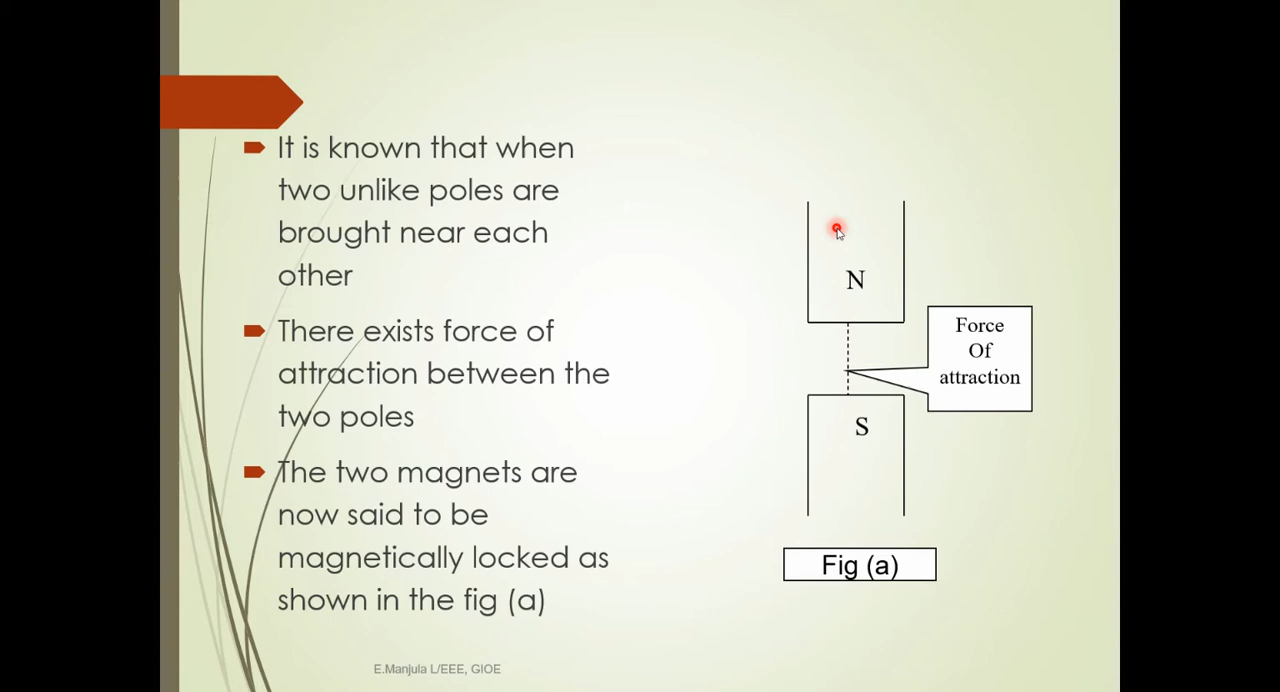 It is known that when
two unlike poles are
brought near each
other
There exists force of
attraction between the
two poles
The two magnets are
now said to be
magnetically locked as
shown in the fig (a)
N
Force
Of
attraction
S
Fig (a)
E.Manjula L/EEE, GIOE